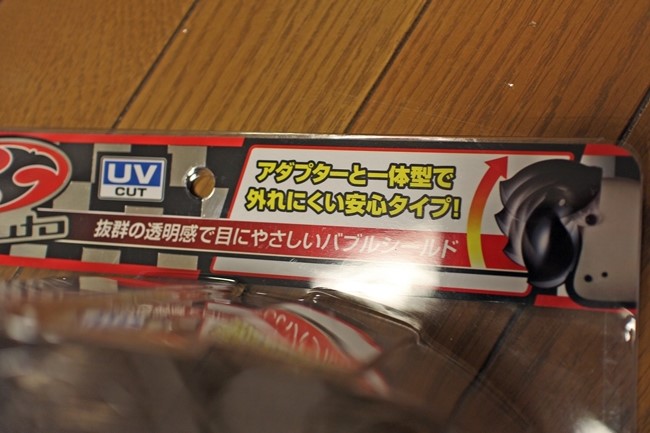 UV
CUT
アダプターと一体型で
外れにくい安心タイプ!
抜群の透明感で目にやさしいバブルシールド